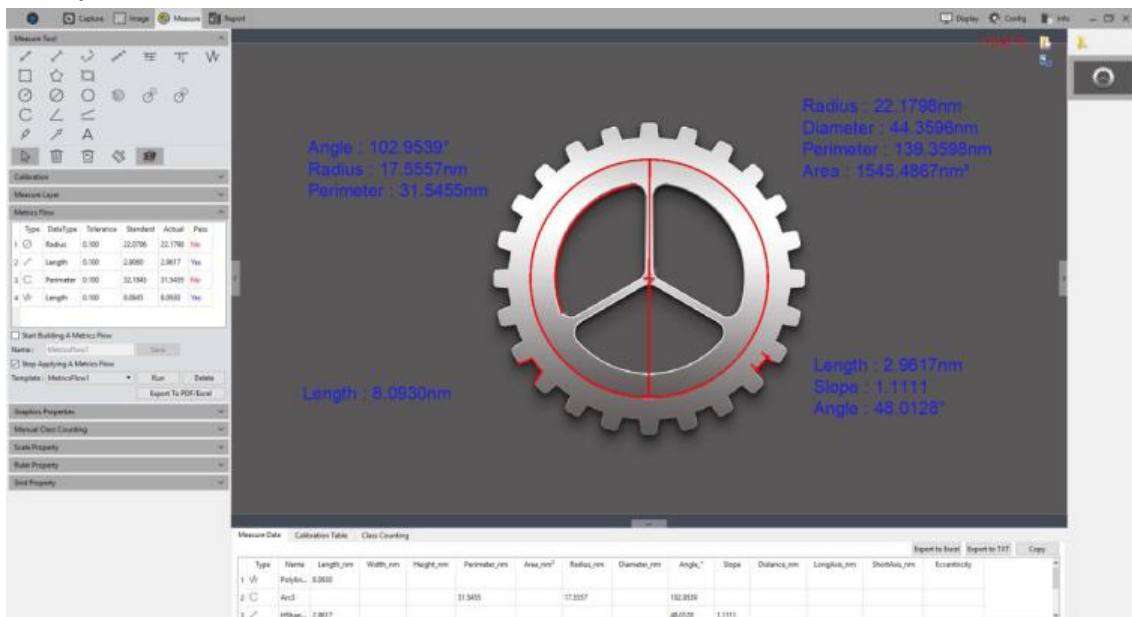 Capture Image Measure Report Display Config Info
Measure Tool
Calibration
Measure Layer
Metrics Flow
Type DataType Tolerance Standard Actual Pass
1 Radius 0.100 22.0706 22.1798 No
2 Length 0.100 2.9617 Yes
3 Perimeter 0.100 32.1945 31.5455 No
4 Length 0.100 8.0930 Yes
Start Building A Metrics Flow
Name: MetricsFlow1 Save
Stop Applying A Metrics Flow
Template: MetricsFlow1 Run Delete
Export To PDF/Excel
Graphics Properties
Manual Class Counting
Scale Property
Ruler Property
Grid Property
Angle : 102.9539°
Radius : 17.5557nm
Perimeter : 31.5455nm
Radius : 22.1798nm
Diameter : 44.3596nm
Perimeter : 139.3598nm
Area : 1545.4867nm²
Length : 8.0930nm
Length : 2.9617nm
Slope : 1.1111
Angle : 48.0128°
Measure Data Calibration Table Class Counting
Export to Excel Export to TXT Copy
Type Name Length_nm Width_nm Height_nm Perimeter_nm Area_nm² Radius_nm Diameter_nm Angle_° Slope Distance_nm LongAxis_nm ShortAxis_nm Eccentricity
1 Polylin... 8.0930
2 Arc3 31.5455 17.5557 102.9539
3 2.9617 48.0128 1.1111